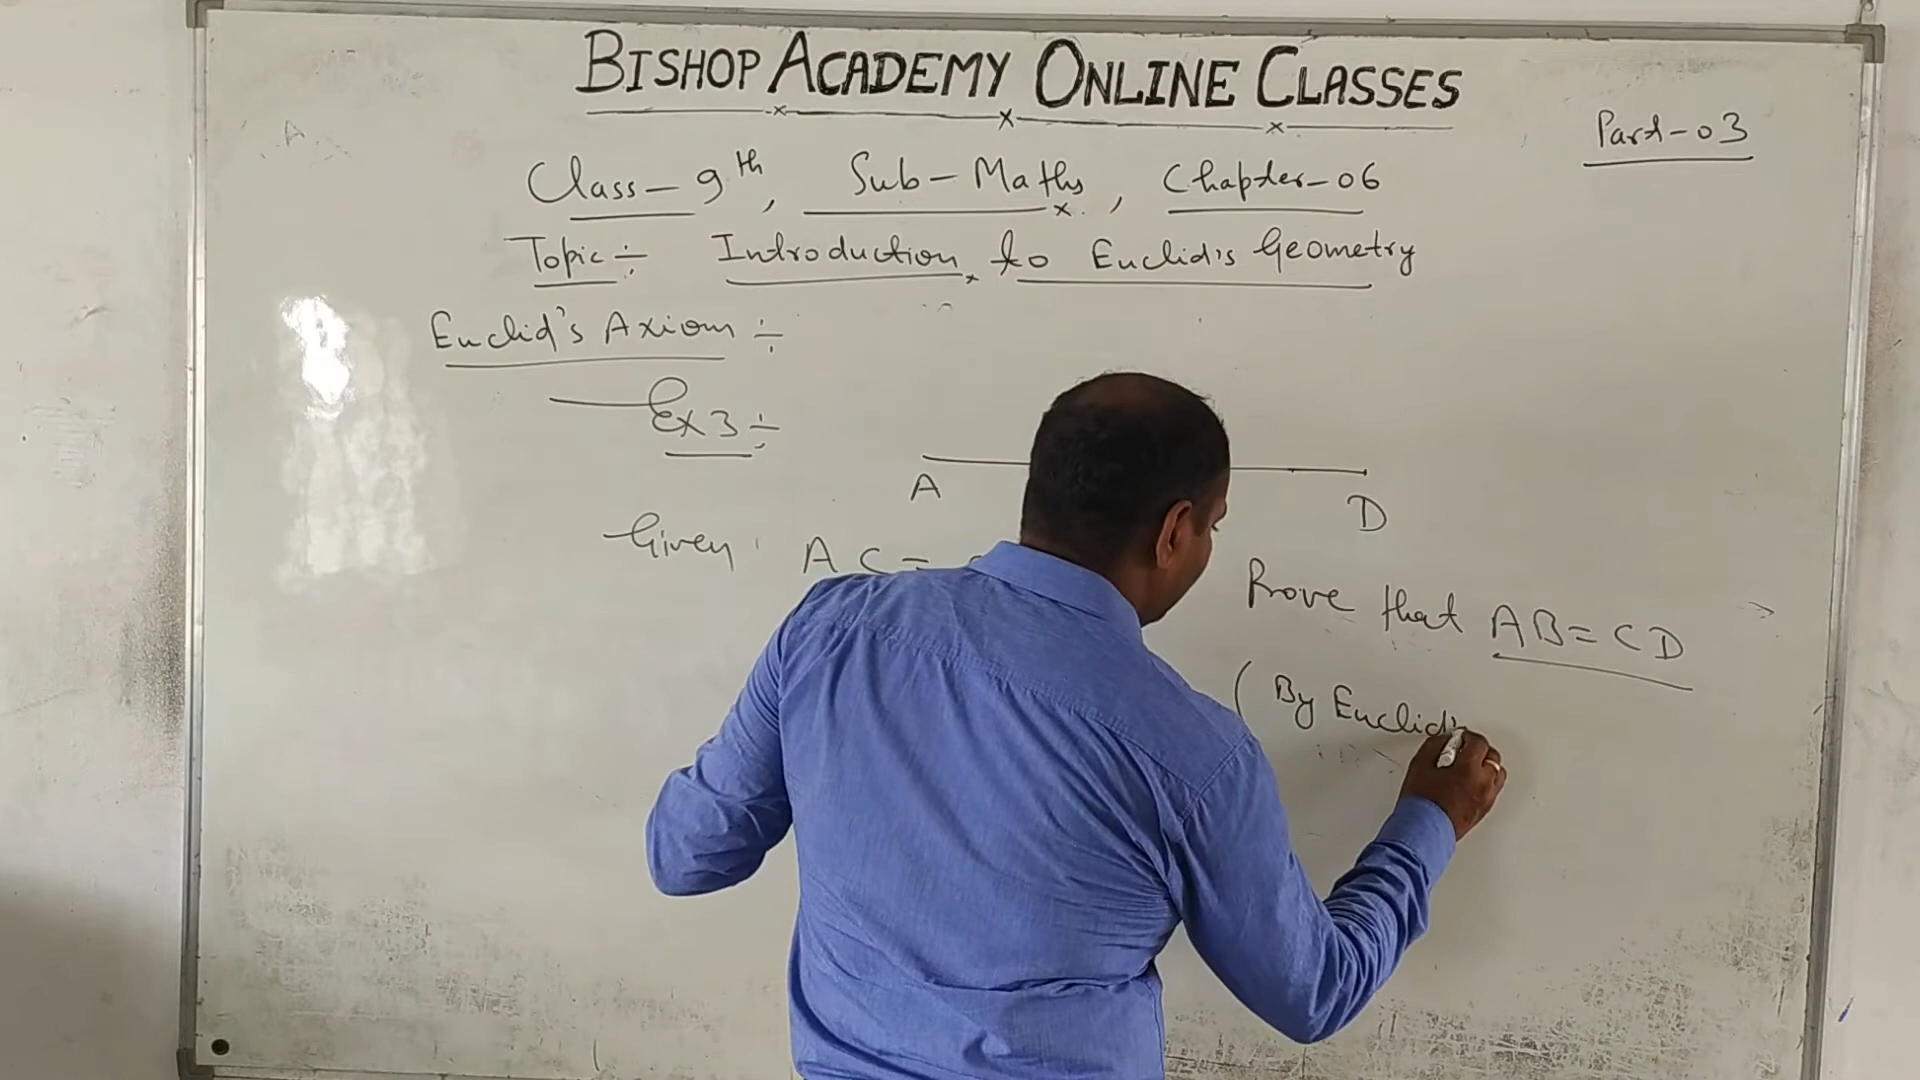 BISHOP ACADEMY ONLINE CLASSES
Part-03
Class-9th, Sub-Maths, Chapter-06
Topic ÷ Introduction to Euclid's Geometry
Euclid's Axiom ÷
Ex 3 ÷
A D
Given: AC=
Prove that AB=CD
(By Euclid's